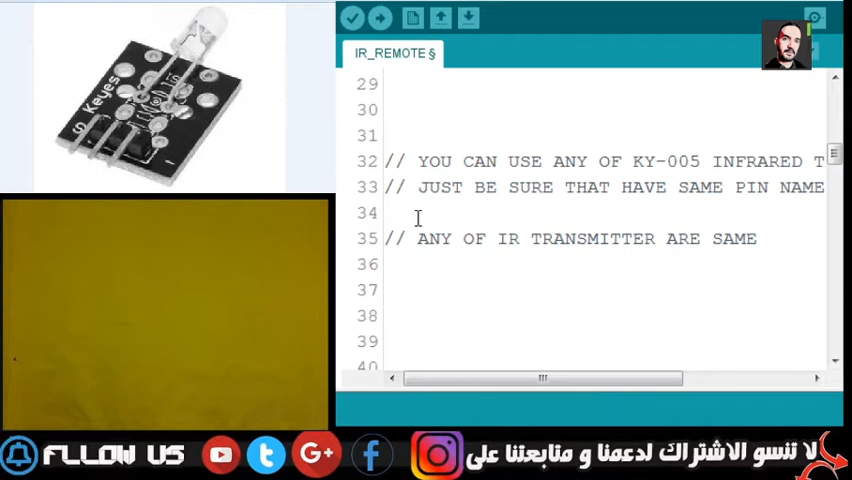 S
Keyes
IR_REMOTE §
29
30
31
32 // YOU CAN USE ANY OF KY-005 INFRARED T
33 // JUST BE SURE THAT HAVE SAME PIN NAME
34
35 // ANY OF IR TRANSMITTER ARE SAME
36
37
38
39
40
FLLOW US
لا تنسو الاشتراك لدعمنا و متابعتنا على